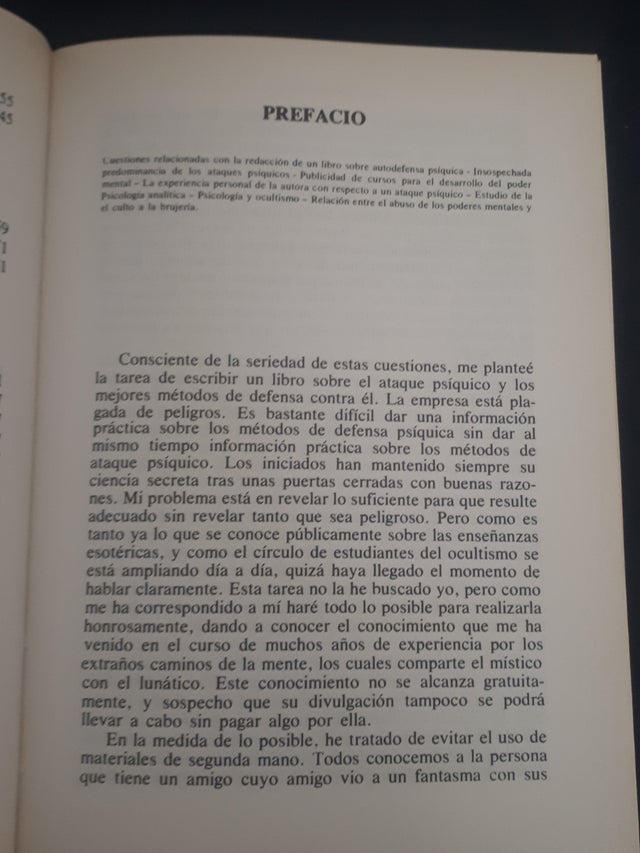 55
45
9
1
1
PREFACIO
Cuestiones relacionadas con la redacción de un libro sobre autodefensa psíquica - Insospechada
predominancia de los ataques psíquicos - Publicidad de cursos para el desarrollo del poder
mental – La experiencia personal de la autora con respecto a un ataque psíquico – Estudio de la
Psicología analítica – Psicología y ocultismo – Relación entre el abuso de los poderes mentales y
el culto a la brujería.
Consciente de la seriedad de estas cuestiones, me planteé
la tarea de escribir un libro sobre el ataque psíquico y los
mejores métodos de defensa contra él. La empresa está pla-
gada de peligros. Es bastante difícil dar una información
práctica sobre los métodos de defensa psíquica sin dar al
mismo tiempo información práctica sobre los métodos de
ataque psíquico. Los iniciados han mantenido siempre su
ciencia secreta tras unas puertas cerradas con buenas razo-
nes. Mi problema está en revelar lo suficiente para que resulte
adecuado sin revelar tanto que sea peligroso. Pero como es
tanto ya lo que se conoce públicamente sobre las enseñanzas
esotéricas, y como el círculo de estudiantes del ocultismo se
está ampliando día a día, quizá haya llegado el momento de
hablar claramente. Esta tarea no la he buscado yo, pero como
me ha correspondido a mí haré todo lo posible para realizarla
honrosamente, dando a conocer el conocimiento que me ha
venido en el curso de muchos años de experiencia por los
extraños caminos de la mente, los cuales comparte el místico
con el lunático. Este conocimiento no se alcanza gratuita-
mente, y sospecho que su divulgación tampoco se podrá
llevar a cabo sin pagar algo por ella.
En la medida de lo posible, he tratado de evitar el uso de
materiales de segunda mano. Todos conocemos a la persona
que tiene un amigo cuyo amigo vio a un fantasma con sus